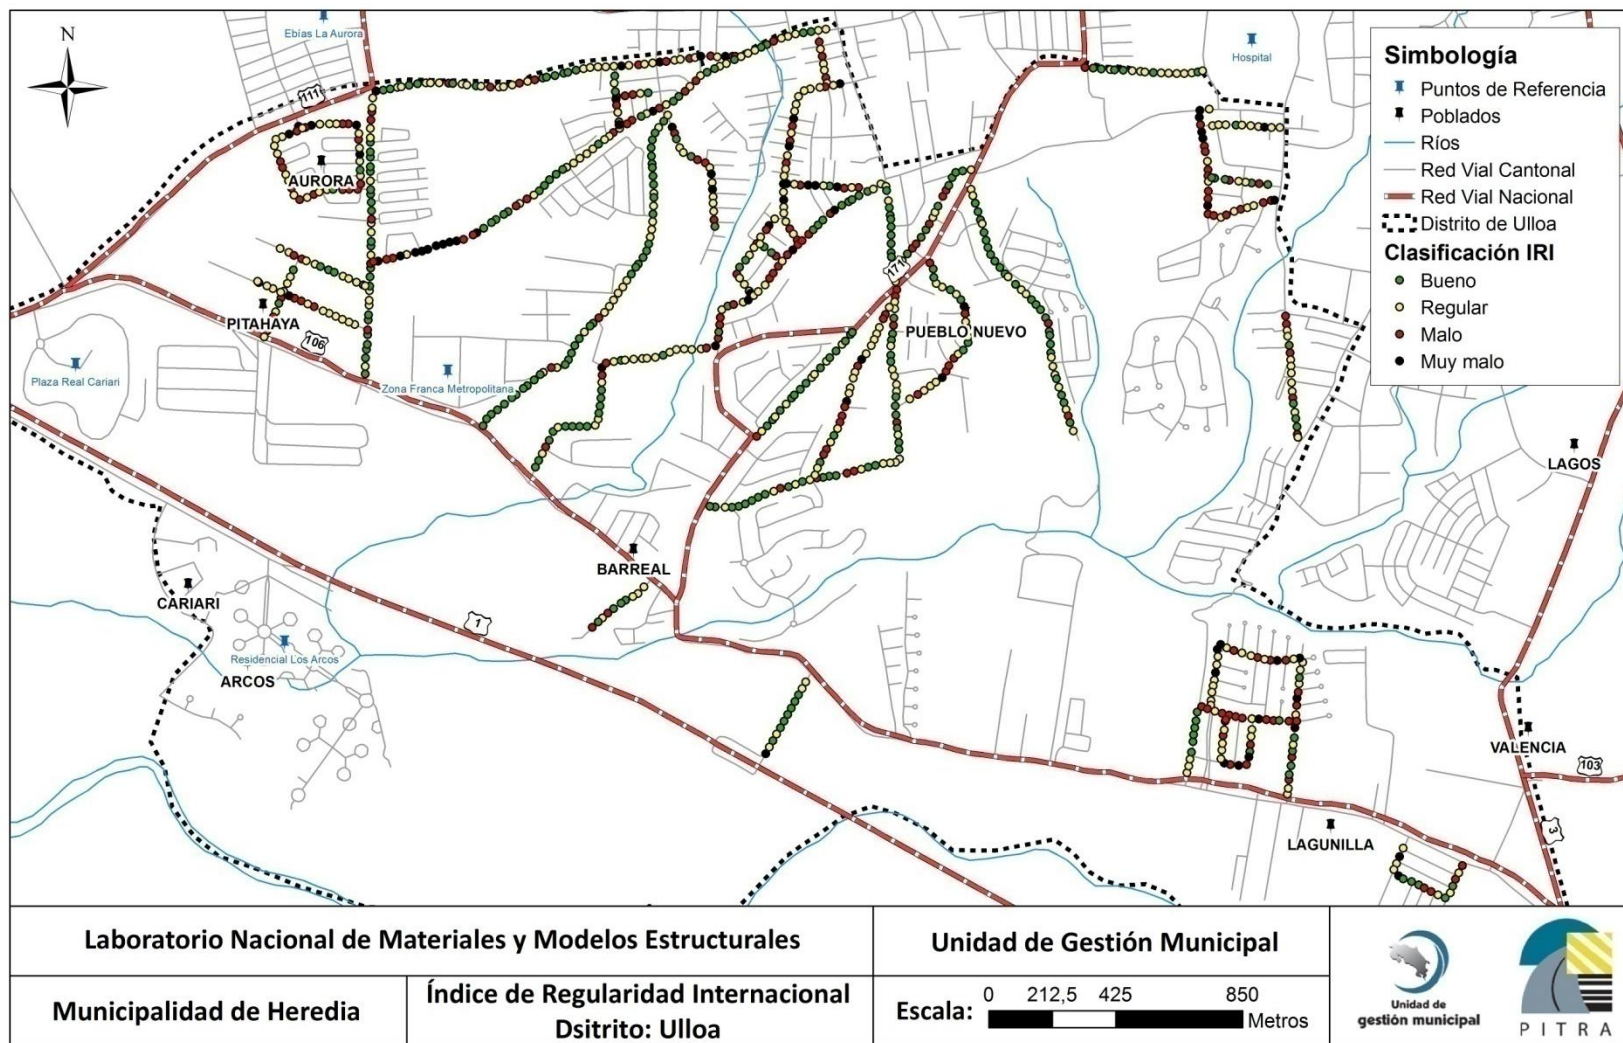 N
Ebías La Aurora
Hospital
111
AURORA
PITAHAYA
106
Plaza Real Cariari
Zona Franca Metropolitana
171
PUEBLO NUEVO
LAGOS
BARREAL
CARIARI
1
Residencial Los Arcos
ARCOS
VALENCIA
103
3
LAGUNILLA
Simbología
Puntos de Referencia
Poblados
Ríos
Red Vial Cantonal
Red Vial Nacional
Distrito de Ulloa
Clasificación IRI
Bueno
Regular
Malo
Muy malo
Laboratorio Nacional de Materiales y Modelos Estructurales
Unidad de Gestión Municipal
Municipalidad de Heredia
Índice de Regularidad Internacional
Dsitrito: Ulloa
Escala:
0 212,5 425 850
Metros
Unidad de
gestión municipal
PITRA